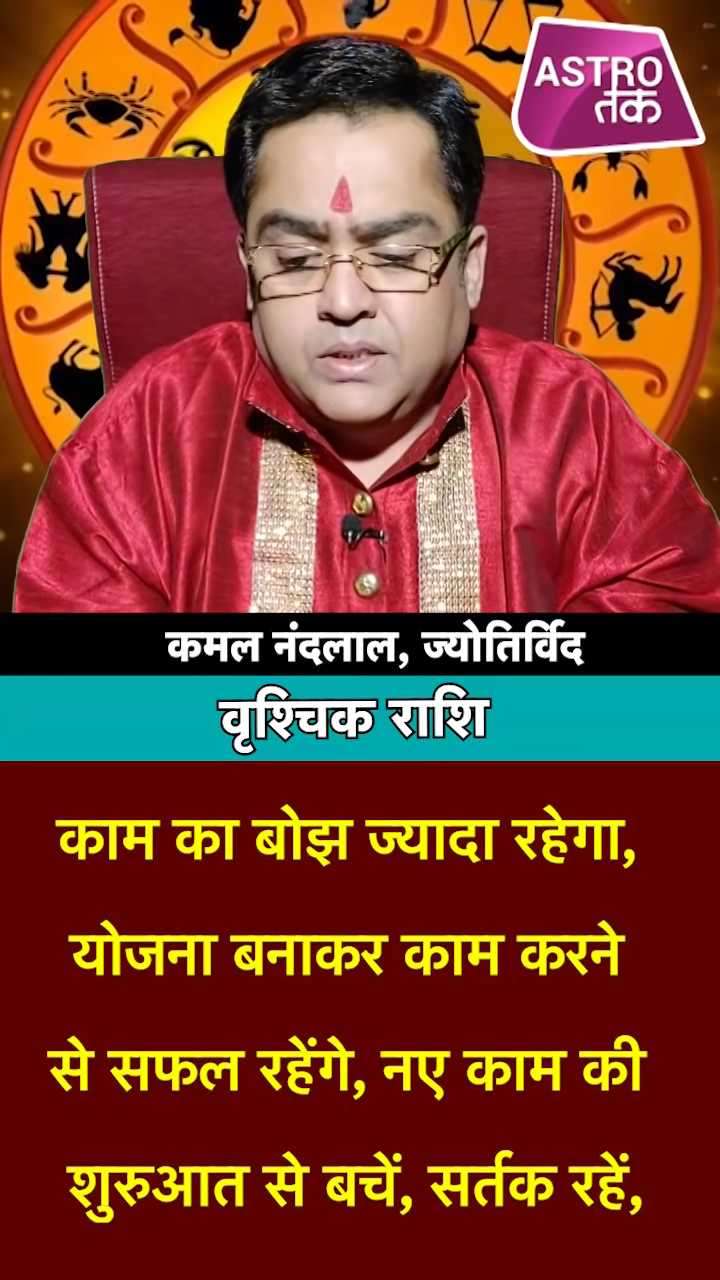 ASTRO
तक
कमल नंदलाल, ज्योतिर्विद
वृश्चिक राशि
काम का बोझ ज्यादा रहेगा,
योजना बनाकर काम करने
से सफल रहेंगे, नए काम की
शुरुआत से बचें, सर्तक रहें,